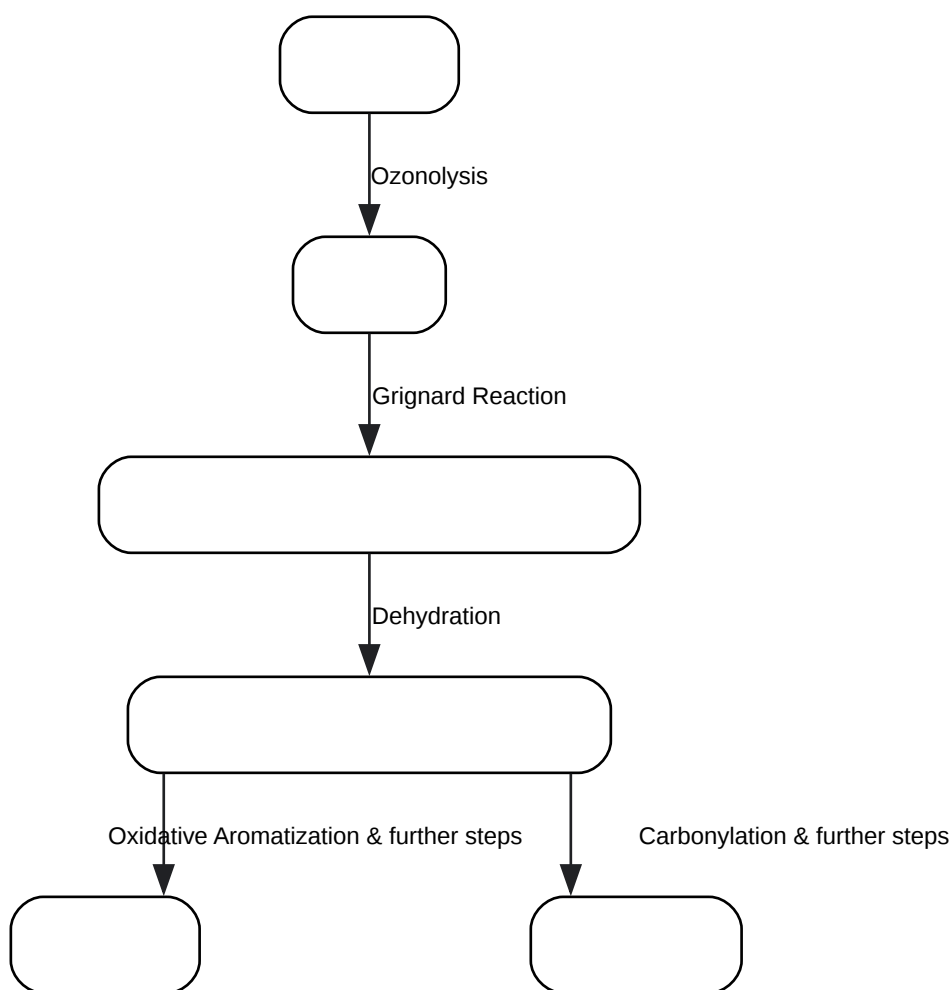 Ozonolysis
Grignard Reaction
Dehydration
Oxidative Aromatization & further steps
Carbonylation & further steps